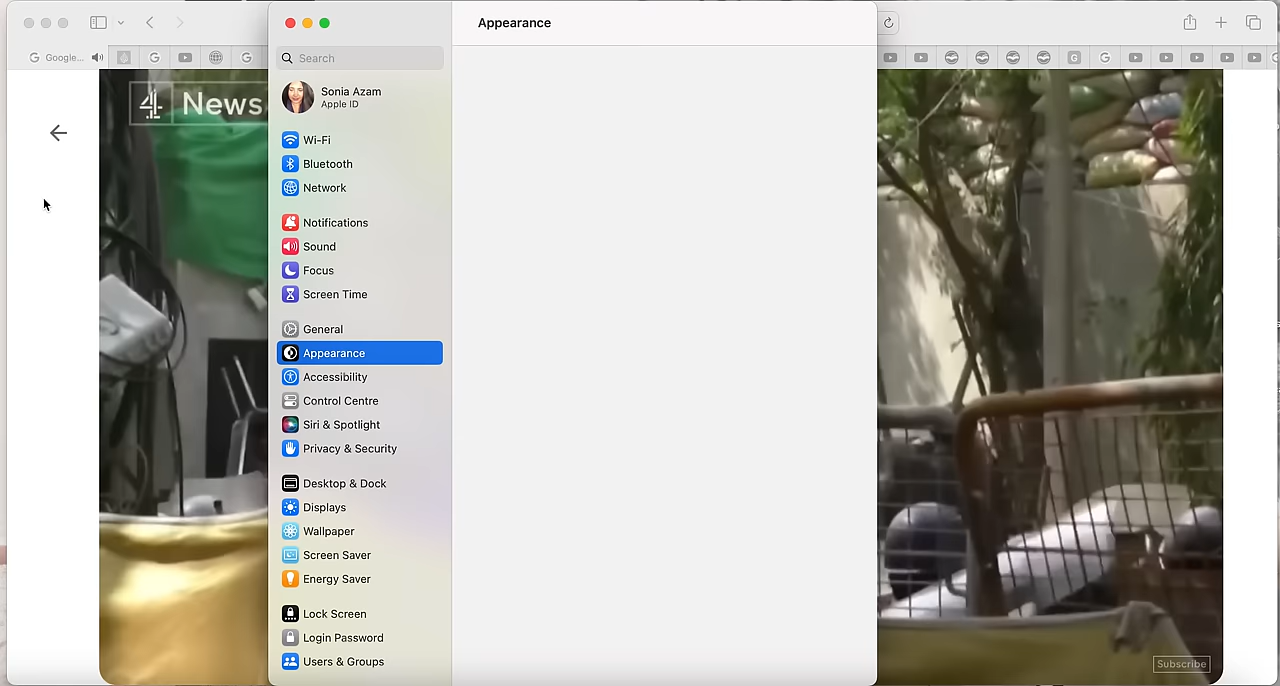 Appearance
Google...
Search
Sonia Azam
Apple ID
4 News
Wi-Fi
Bluetooth
Network
Notifications
Sound
Focus
Screen Time
General
Appearance
Accessibility
Control Centre
Siri & Spotlight
Privacy & Security
Desktop & Dock
Displays
Wallpaper
Screen Saver
Energy Saver
Lock Screen
Login Password
Users & Groups
Subscribe